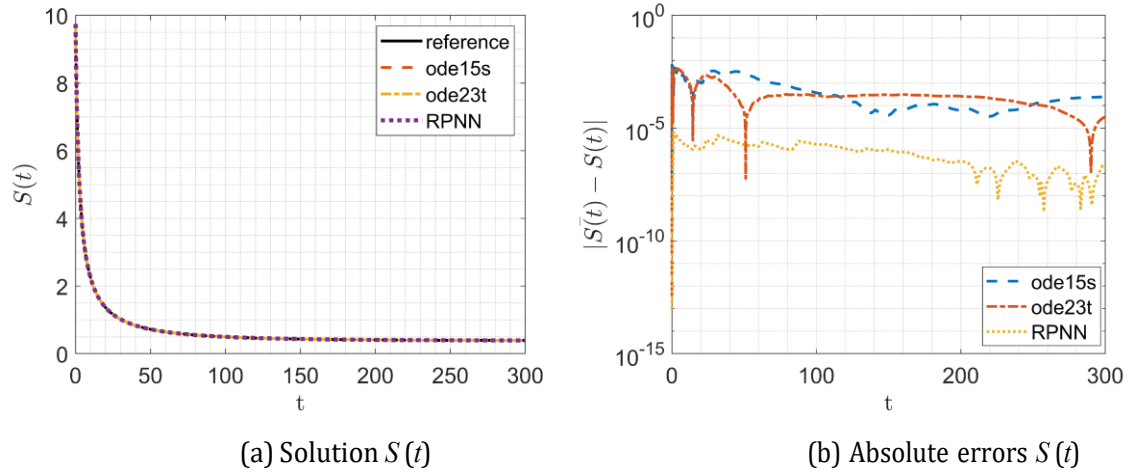 10
8
6
4
2
0
S(t)
0 50 100 150 200 250 300
t
reference
ode15s
ode23t
RPNN
(a) Solution S (t)
10^0
10^-5
10^-10
10^-15
|S̄(t) − S(t)|
0 100 200 300
t
ode15s
ode23t
RPNN
(b) Absolute errors S (t)